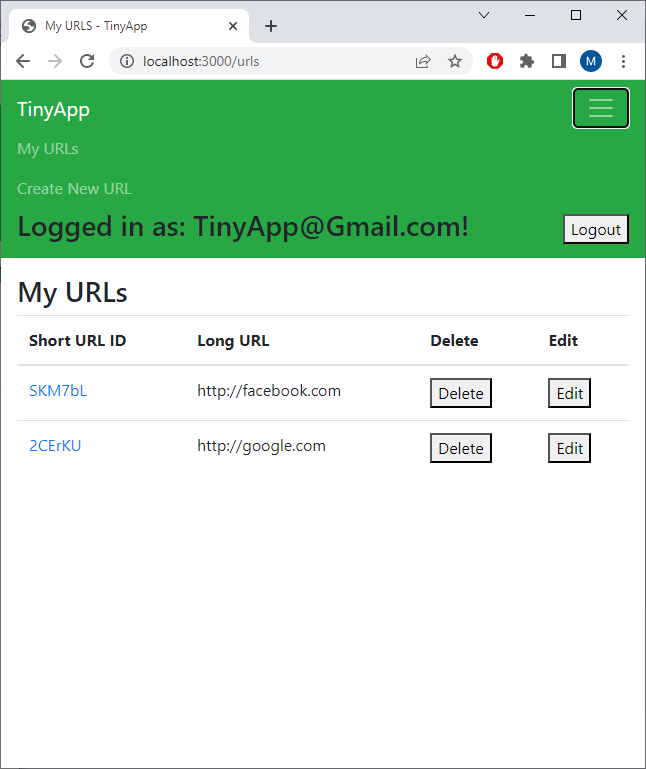 My URLS - TinyApp
localhost:3000/urls
M
TinyApp
My URLs
Create New URL
Logged in as: TinyApp@Gmail.com!
Logout
My URLs
Short URL ID Long URL Delete Edit
SKM7bL http://facebook.com Delete Edit
2CErKU http://google.com Delete Edit